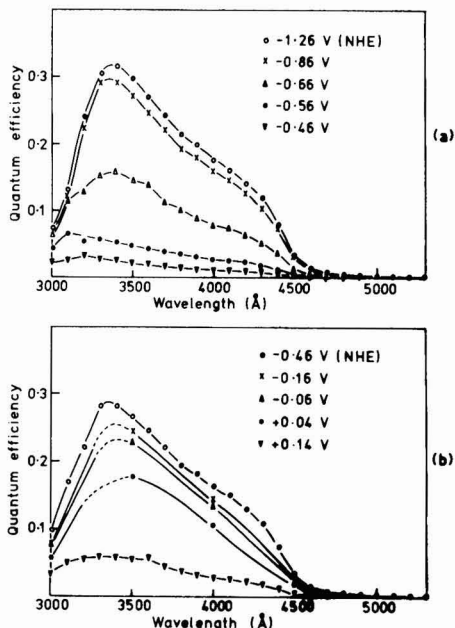 -1·26 V (NHE)
-0·86 V
-0·66 V
-0·56 V
-0·46 V
(a)
Quantum efficiency
0·3
0·2
0·1
0
3000 3500 4000 4500 5000
Wavelength (Å)
-0·46 V (NHE)
-0·16 V
-0·06 V
+0·04 V
+0·14 V
(b)
Quantum efficiency
0·3
0·2
0·1
0
3000 3500 4000 4500 5000
Wavelength (Å)